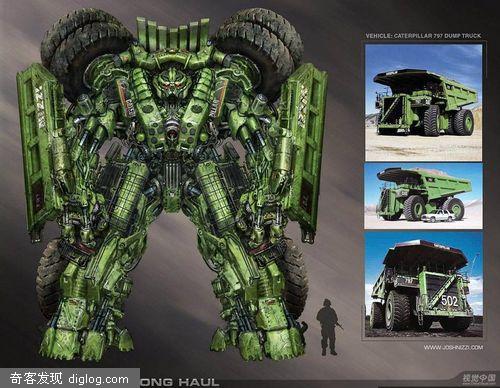 VEHICLE: CATERPILLAR 797 DUMP TRUCK
502
WWW.JOSHNIZZI.COM
ONG HAUL
奇客发现 diglog.com
视觉中国